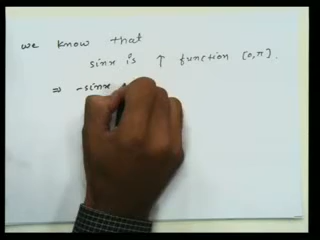 we know that
sinx is ↑ function [0,π].
⇒ -sinx